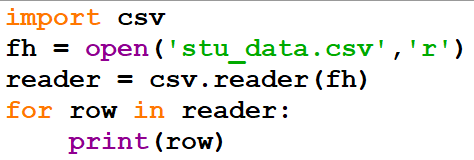 import csv
fh = open('stu_data.csv','r')
reader = csv.reader(fh)
for row in reader:
    print(row)